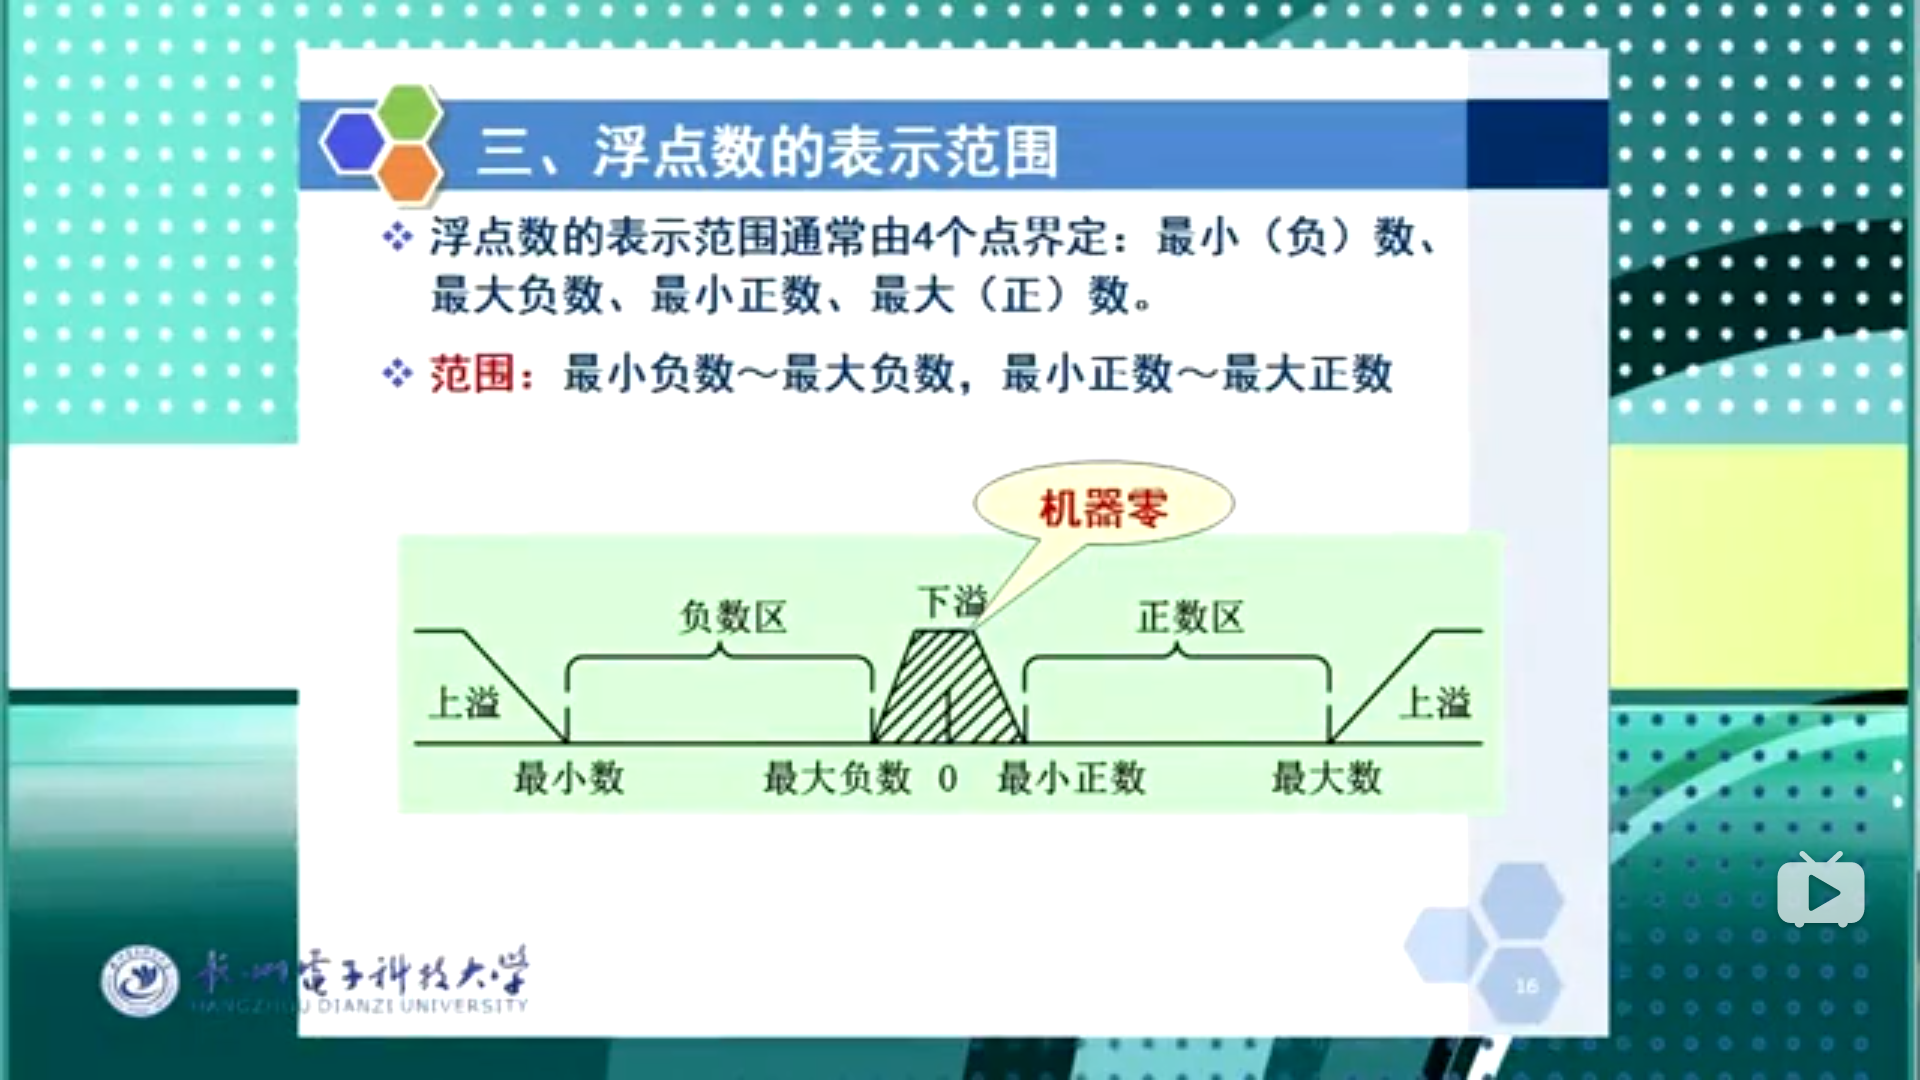 三、浮点数的表示范围
浮点数的表示范围通常由4个点界定：最小（负）数、
最大负数、最小正数、最大（正）数。
范围：最小负数～最大负数，最小正数～最大正数
机器零
负数区
下溢
正数区
上溢
上溢
最小数
最大负数
0
最小正数
最大数
杭州电子科技大学
HANGZHOU DIANZI UNIVERSITY
16